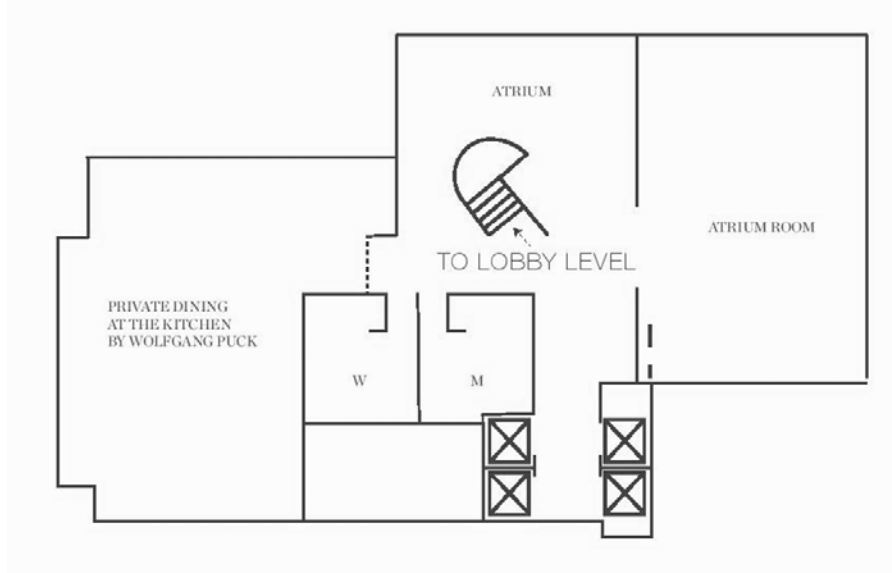 ATRIUM
ATRIUM ROOM
TO LOBBY LEVEL
PRIVATE DINING
AT THE KITCHEN
BY WOLFGANG PUCK
W
M